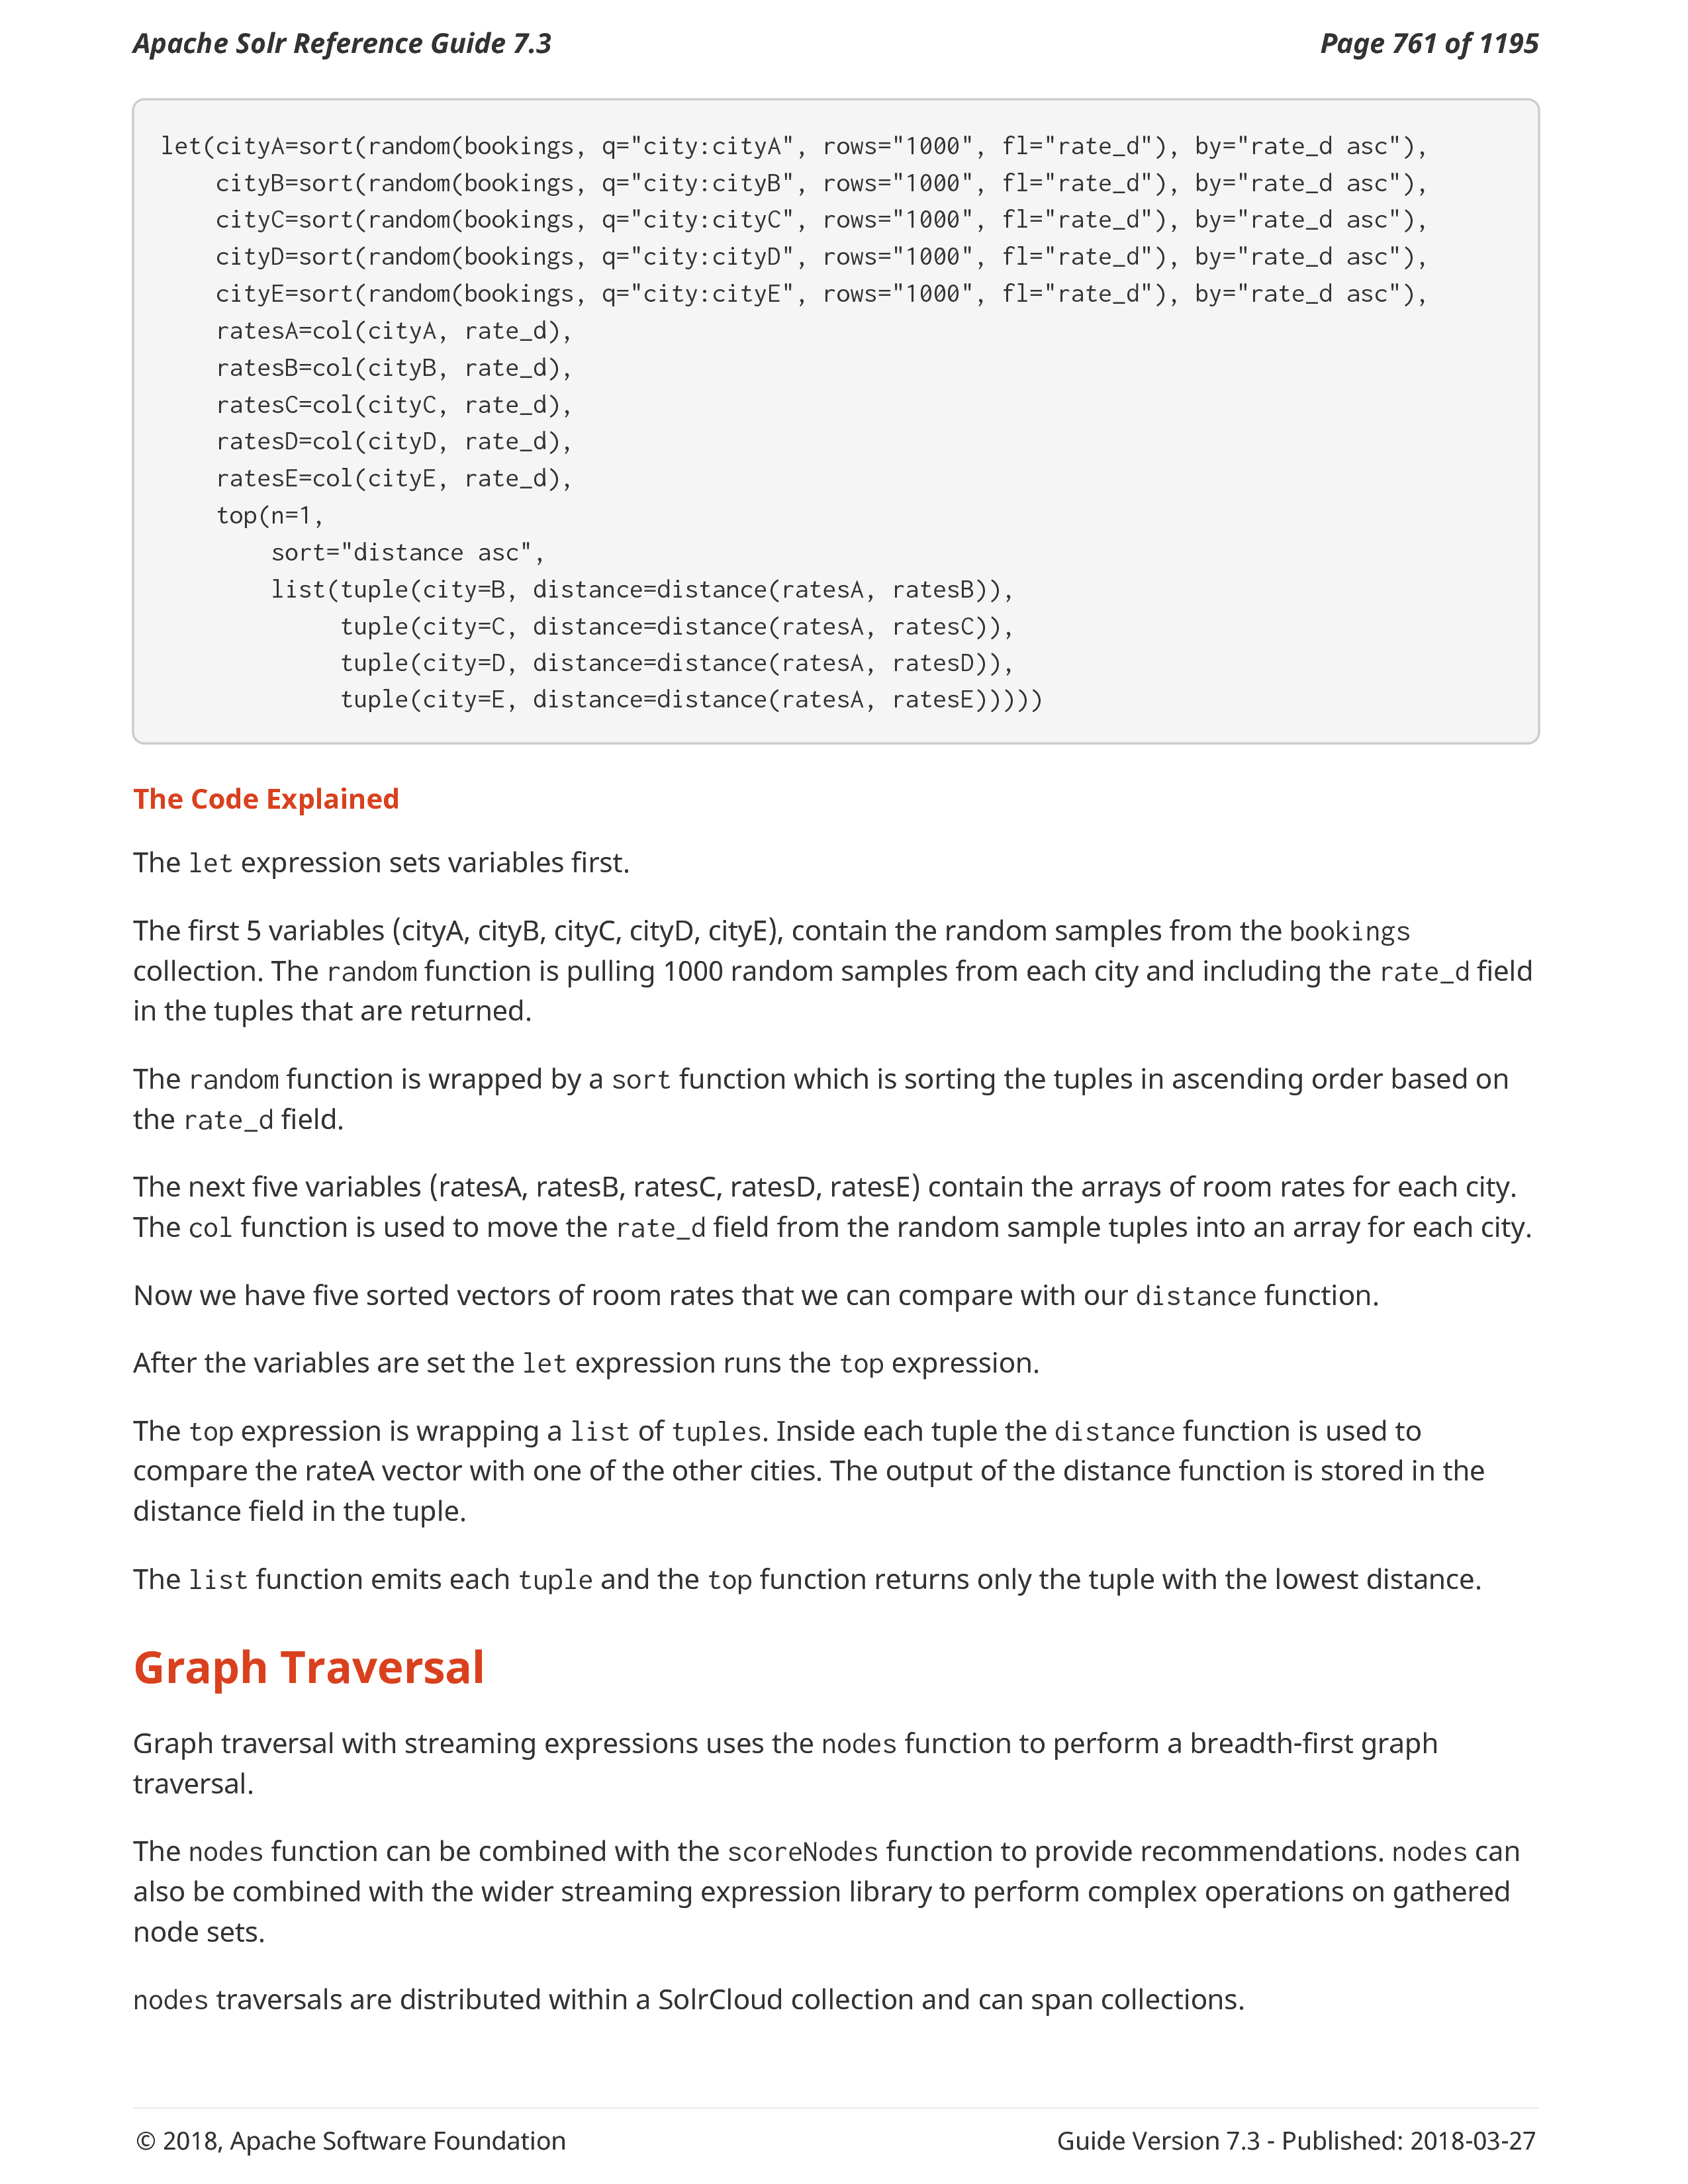 Apache Solr Reference Guide 7.3
Page 761 of 1195
let(cityA=sort(random(bookings, q="city:cityA", rows="1000", fl="rate_d"), by="rate_d asc"),
    cityB=sort(random(bookings, q="city:cityB", rows="1000", fl="rate_d"), by="rate_d asc"),
    cityC=sort(random(bookings, q="city:cityC", rows="1000", fl="rate_d"), by="rate_d asc"),
    cityD=sort(random(bookings, q="city:cityD", rows="1000", fl="rate_d"), by="rate_d asc"),
    cityE=sort(random(bookings, q="city:cityE", rows="1000", fl="rate_d"), by="rate_d asc"),
    ratesA=col(cityA, rate_d),
    ratesB=col(cityB, rate_d),
    ratesC=col(cityC, rate_d),
    ratesD=col(cityD, rate_d),
    ratesE=col(cityE, rate_d),
    top(n=1,
        sort="distance asc",
        list(tuple(city=B, distance=distance(ratesA, ratesB)),
             tuple(city=C, distance=distance(ratesA, ratesC)),
             tuple(city=D, distance=distance(ratesA, ratesD)),
             tuple(city=E, distance=distance(ratesA, ratesE)))))
The Code Explained
The let expression sets variables first.
The first 5 variables (cityA, cityB, cityC, cityD, cityE), contain the random samples from the bookings
collection. The random function is pulling 1000 random samples from each city and including the rate_d field
in the tuples that are returned.
The random function is wrapped by a sort function which is sorting the tuples in ascending order based on
the rate_d field.
The next five variables (ratesA, ratesB, ratesC, ratesD, ratesE) contain the arrays of room rates for each city.
The col function is used to move the rate_d field from the random sample tuples into an array for each city.
Now we have five sorted vectors of room rates that we can compare with our distance function.
After the variables are set the let expression runs the top expression.
The top expression is wrapping a list of tuples. Inside each tuple the distance function is used to
compare the rateA vector with one of the other cities. The output of the distance function is stored in the
distance field in the tuple.
The list function emits each tuple and the top function returns only the tuple with the lowest distance.
Graph Traversal
Graph traversal with streaming expressions uses the nodes function to perform a breadth-first graph
traversal.
The nodes function can be combined with the scoreNodes function to provide recommendations. nodes can
also be combined with the wider streaming expression library to perform complex operations on gathered
node sets.
nodes traversals are distributed within a SolrCloud collection and can span collections.
© 2018, Apache Software Foundation
Guide Version 7.3 - Published: 2018-03-27